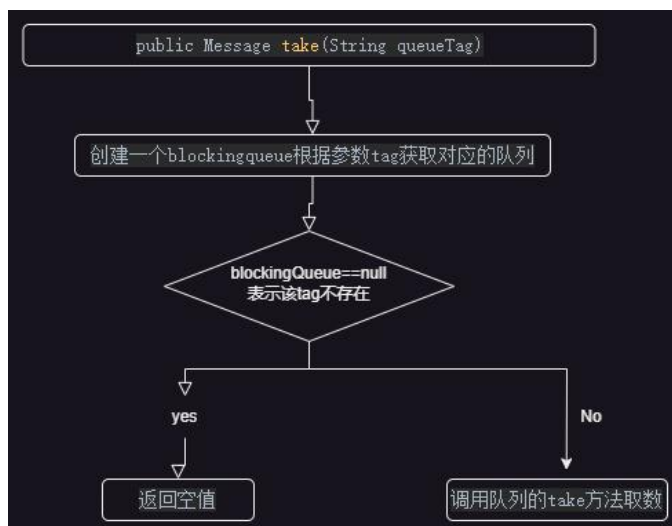 public Message take(String queueTag)
创建一个blockingqueue根据参数tag获取对应的队列
blockingQueue==null
表示该tag不存在
yes
No
返回空值
调用队列的take方法取数